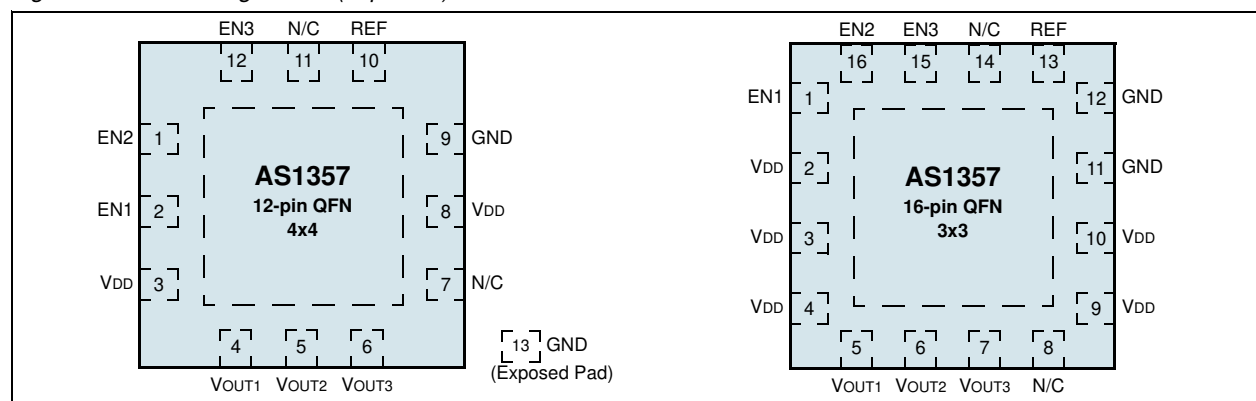 EN3 N/C REF
12 11 10
EN2 1
9 GND
AS1357
12-pin QFN
4x4
EN1 2
8 VDD
VDD 3
7 N/C
4 5 6
VOUT1 VOUT2 VOUT3
13 GND
(Exposed Pad)
EN2 EN3 N/C REF
16 15 14 13
EN1 1
12 GND
VDD 2
11 GND
AS1357
16-pin QFN
3x3
VDD 3
10 VDD
VDD 4
9 VDD
5 6 7 8
VOUT1 VOUT2 VOUT3 N/C